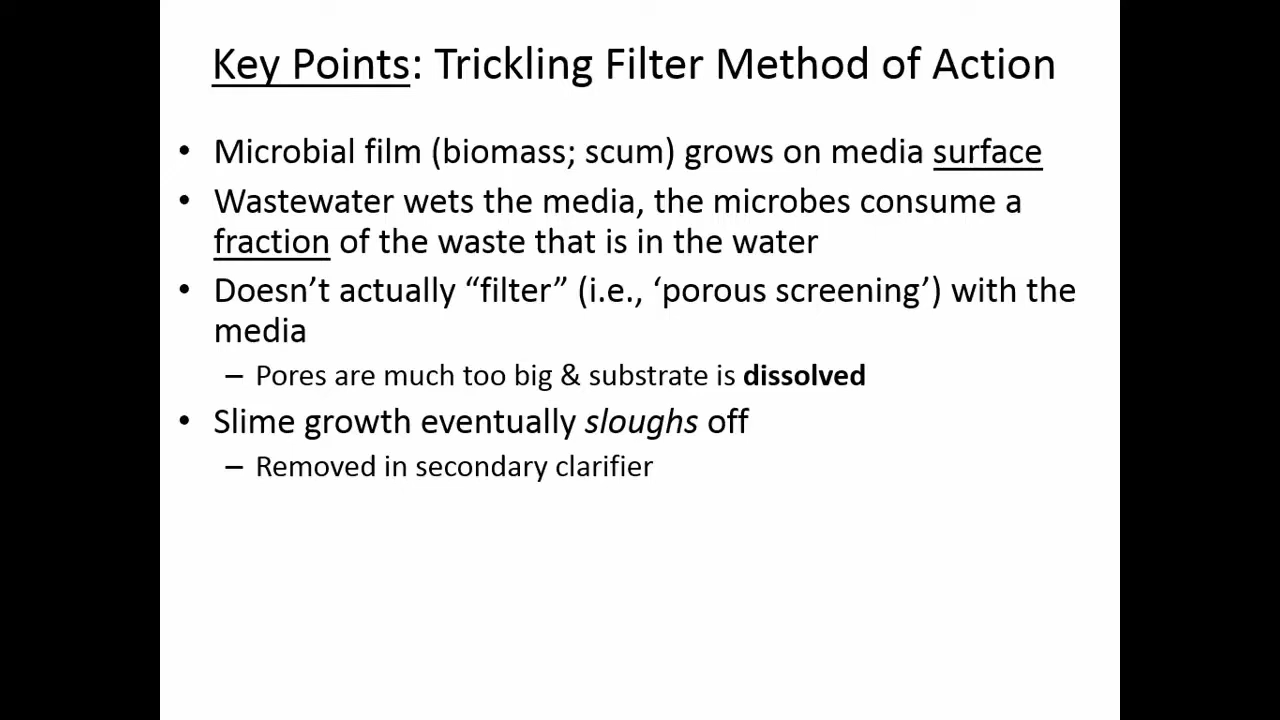 Key Points: Trickling Filter Method of Action
• Microbial film (biomass; scum) grows on media surface
• Wastewater wets the media, the microbes consume a
fraction of the waste that is in the water
• Doesn’t actually “filter” (i.e., ‘porous screening’) with the
media
– Pores are much too big & substrate is dissolved
• Slime growth eventually sloughs off
– Removed in secondary clarifier